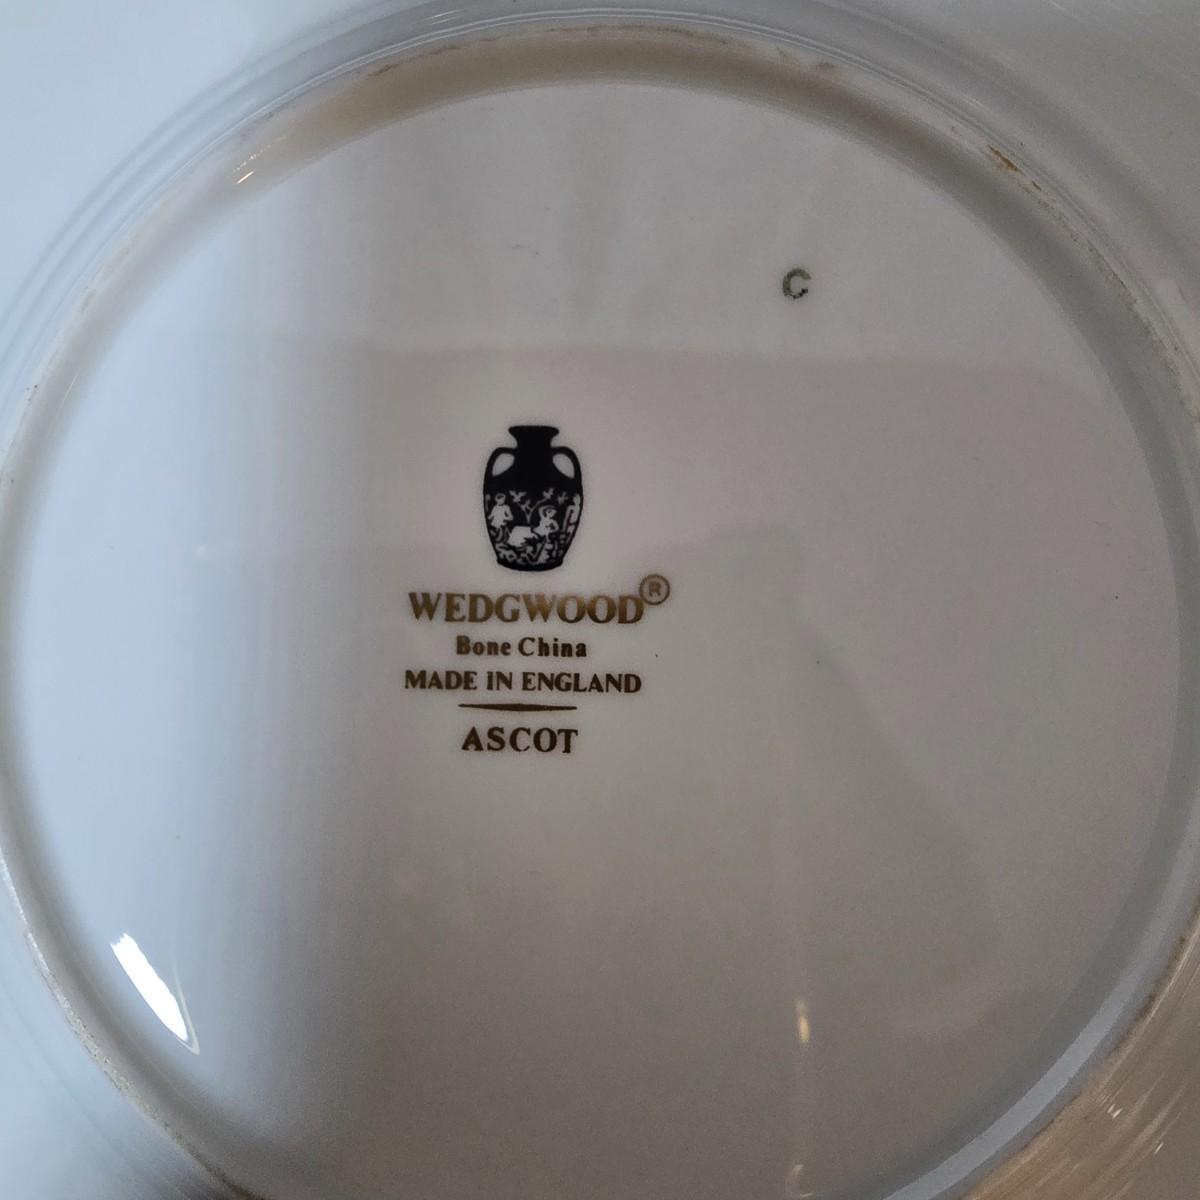 C
WEDGWOOD®
Bone China
MADE IN ENGLAND
ASCOT